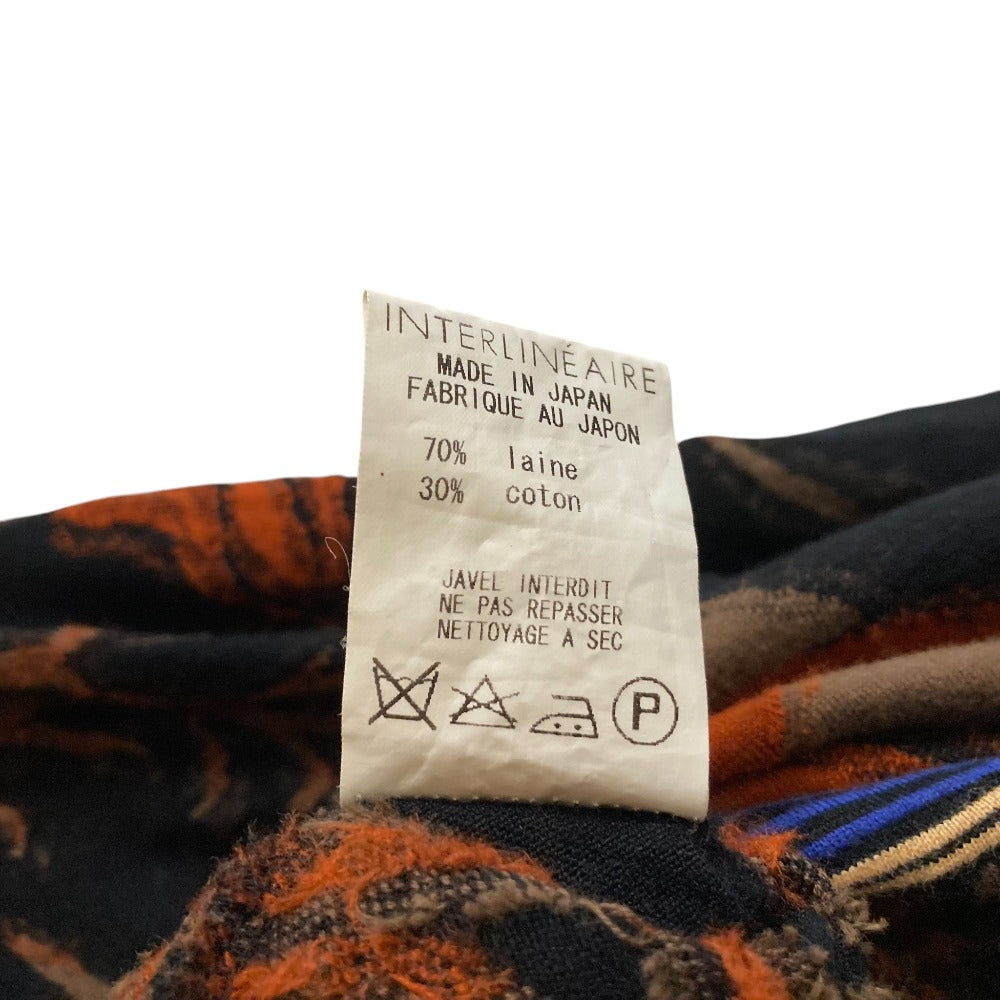 INTERLINÉAIRE
MADE IN JAPAN
FABRIQUE AU JAPON
70% laine
30% coton
JAVEL INTERDIT
NE PAS REPASSER
NETTOYAGE A SEC
P